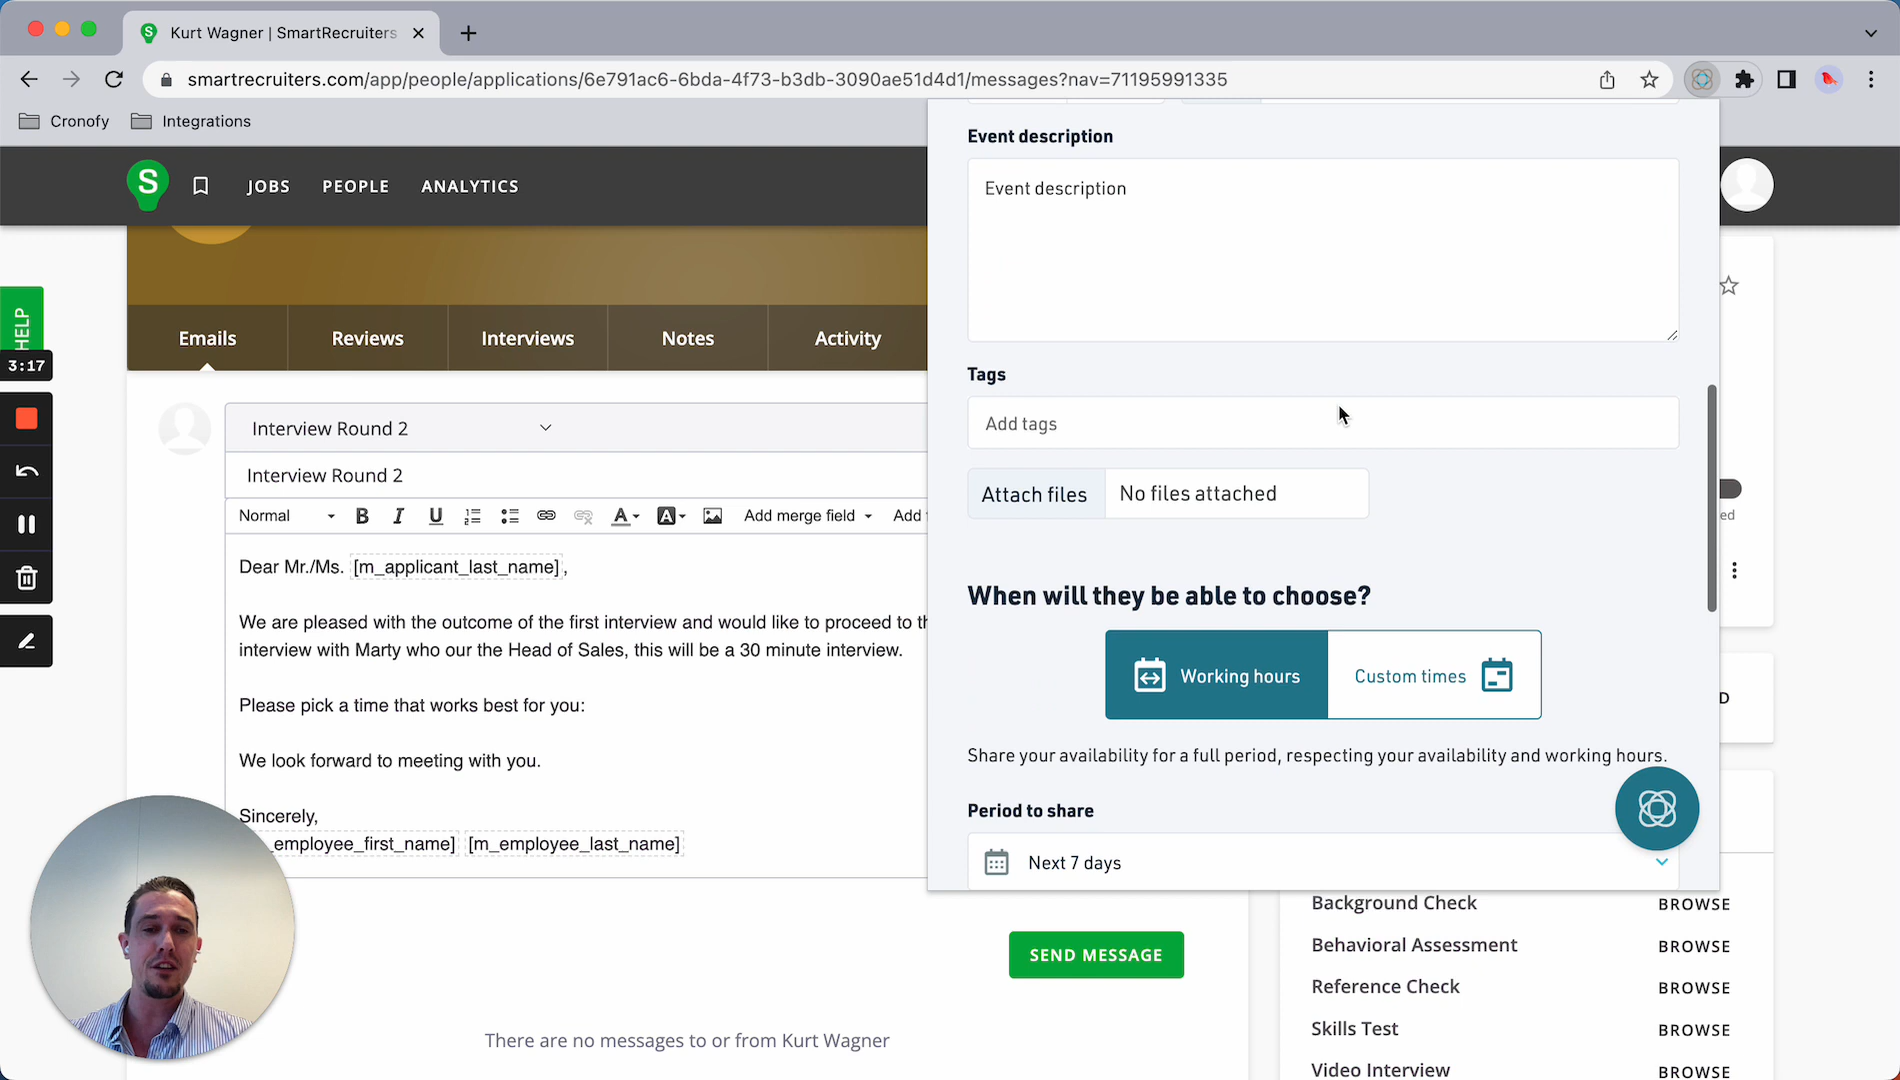 Kurt Wagner | SmartRecruiters
smartrecruiters.com/app/people/applications/6e791ac6-6bda-4f73-b3db-3090ae51d4d1/messages?nav=71195991335
Cronofy
Integrations
S
JOBS
PEOPLE
ANALYTICS
HELP
3:17
Emails
Reviews
Interviews
Notes
Activity
Interview Round 2
Interview Round 2
Normal
B I U
A
A
Add merge field
Add
Dear Mr./Ms. [m_applicant_last_name],
We are pleased with the outcome of the first interview and would like to proceed to
interview with Marty who our the Head of Sales, this will be a 30 minute interview.
Please pick a time that works best for you:
We look forward to meeting with you.
Sincerely,
_employee_first_name] [m_employee_last_name]
SEND MESSAGE
There are no messages to or from Kurt Wagner
Event description
Event description
Tags
Add tags
Attach files
No files attached
When will they be able to choose?
Working hours
Custom times
Share your availability for a full period, respecting your availability and working hours.
Period to share
Next 7 days
ed
D
Background Check
BROWSE
Behavioral Assessment
BROWSE
Reference Check
BROWSE
Skills Test
BROWSE
Video Interview
BROWSE